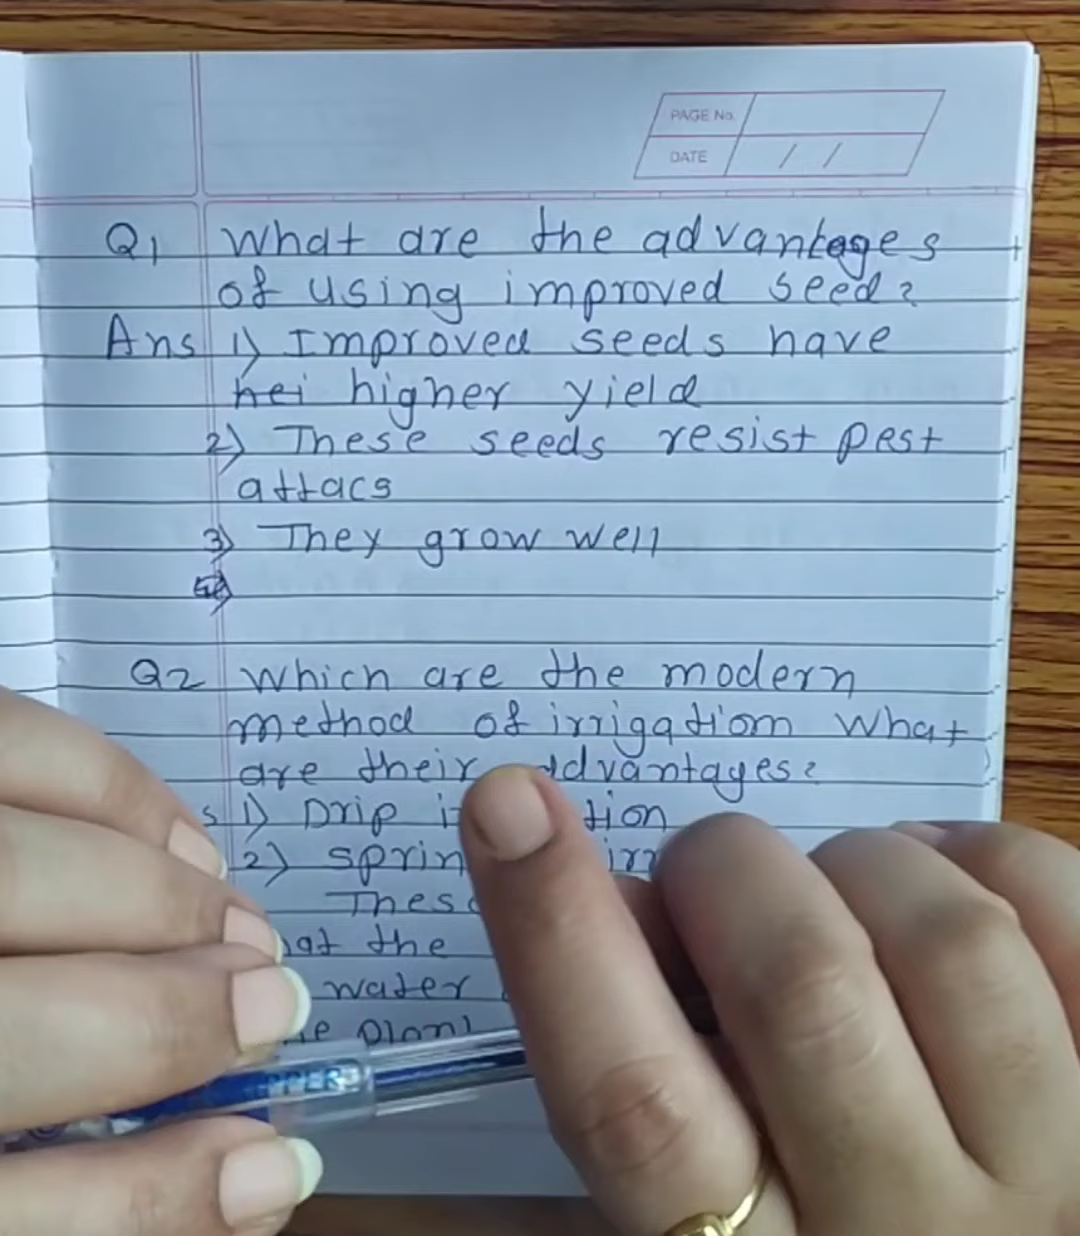 PAGE No.
DATE / /
Q1 What are the advantages
of using improved seed?
Ans 1) Improved seeds have
hei higher yield
2) These seeds resist pest
attacs
3) They grow well
Q2 Which are the modern
method of irrigatiom What
are their advantages?
1) Drip
2)
the
water